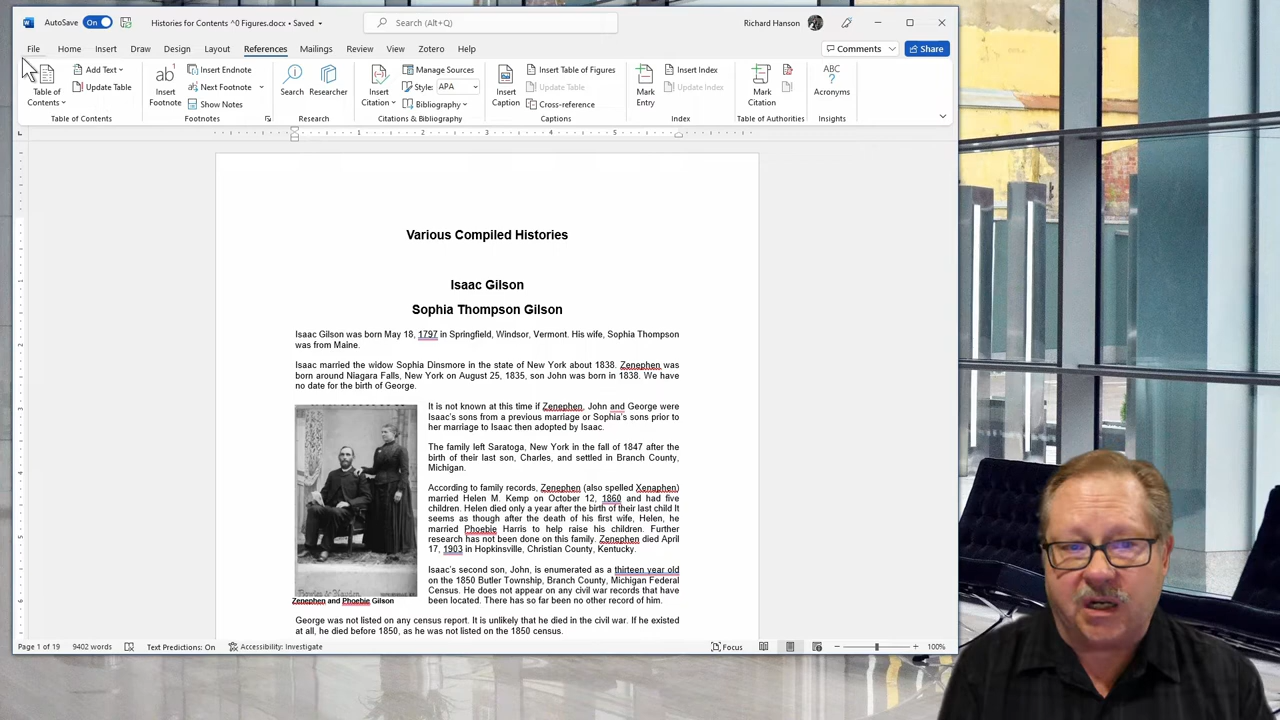 AutoSave On Histories for Contents ^0 Figures.docx • Saved Search (Alt+Q) Richard Hanson
File Home Insert Draw Design Layout References Mailings Review View Zotero Help Comments Share
Table of Contents
Add Text
Update Table
Table of Contents
ab
Insert Footnote
Insert Endnote
Next Footnote
Show Notes
Footnotes
Search
Researcher
Research
Insert Citation
Manage Sources
Style: APA
Bibliography
Citations & Bibliography
Insert Caption
Insert Table of Figures
Update Table
Cross-reference
Captions
Mark Entry
Insert Index
Update Index
Index
Mark Citation
Table of Authorities
ABC
Acronyms
Insights
1 2 3 4 5
Various Compiled Histories
Isaac Gilson
Sophia Thompson Gilson
Isaac Gilson was born May 18, 1797 in Springfield, Windsor, Vermont. His wife, Sophia Thompson
was from Maine.
Isaac married the widow Sophia Dinsmore in the state of New York about 1838. Zenephen was
born around Niagara Falls, New York on August 25, 1835, son John was born in 1838. We have
no date for the birth of George.
It is not known at this time if Zenephen, John and George were
Isaac's sons from a previous marriage or Sophia's sons prior to
her marriage to Isaac then adopted by Isaac.
The family left Saratoga, New York in the fall of 1847 after the
birth of their last son, Charles, and settled in Branch County,
Michigan.
According to family records, Zenephen (also spelled Xenaphen)
married Helen M. Kemp on October 12, 1860 and had five
children. Helen died only a year after the birth of their last child It
seems as though after the death of his first wife, Helen, he
married Phoebie Harris to help raise his children. Further
research has not been done on this family. Zenephen died April
17, 1903 in Hopkinsville, Christian County, Kentucky.
Isaac's second son, John, is enumerated as a thirteen year old
on the 1850 Butler Township, Branch County, Michigan Federal
Census. He does not appear on any civil war records that have
been located. There has so far been no other record of him.
Zenephen and Phoebie Gilson
George was not listed on any census report. It is unlikely that he died in the civil war. If he existed
at all, he died before 1850, as he was not listed on the 1850 census.
Page 1 of 19 9402 words Text Predictions: On Accessibility: Investigate Focus 100%